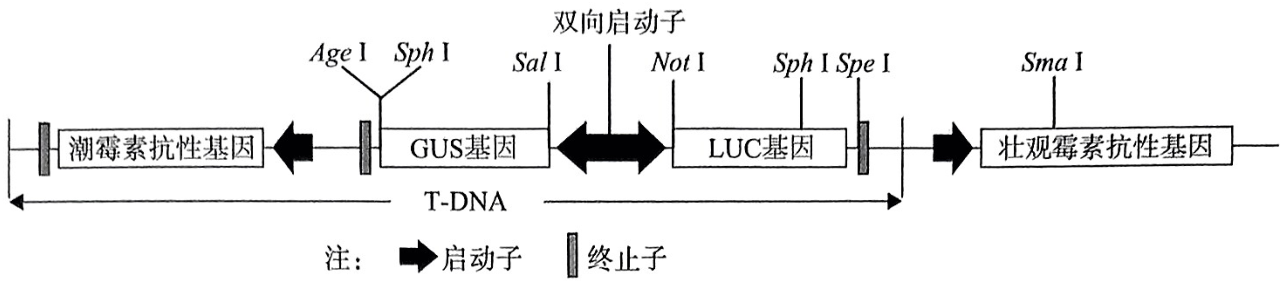 双向启动子
Age I Sph I Sal I Not I Sph I Spe I Sma I
潮霉素抗性基因 GUS基因 LUC基因 壮观霉素抗性基因
T-DNA
注： 启动子 终止子